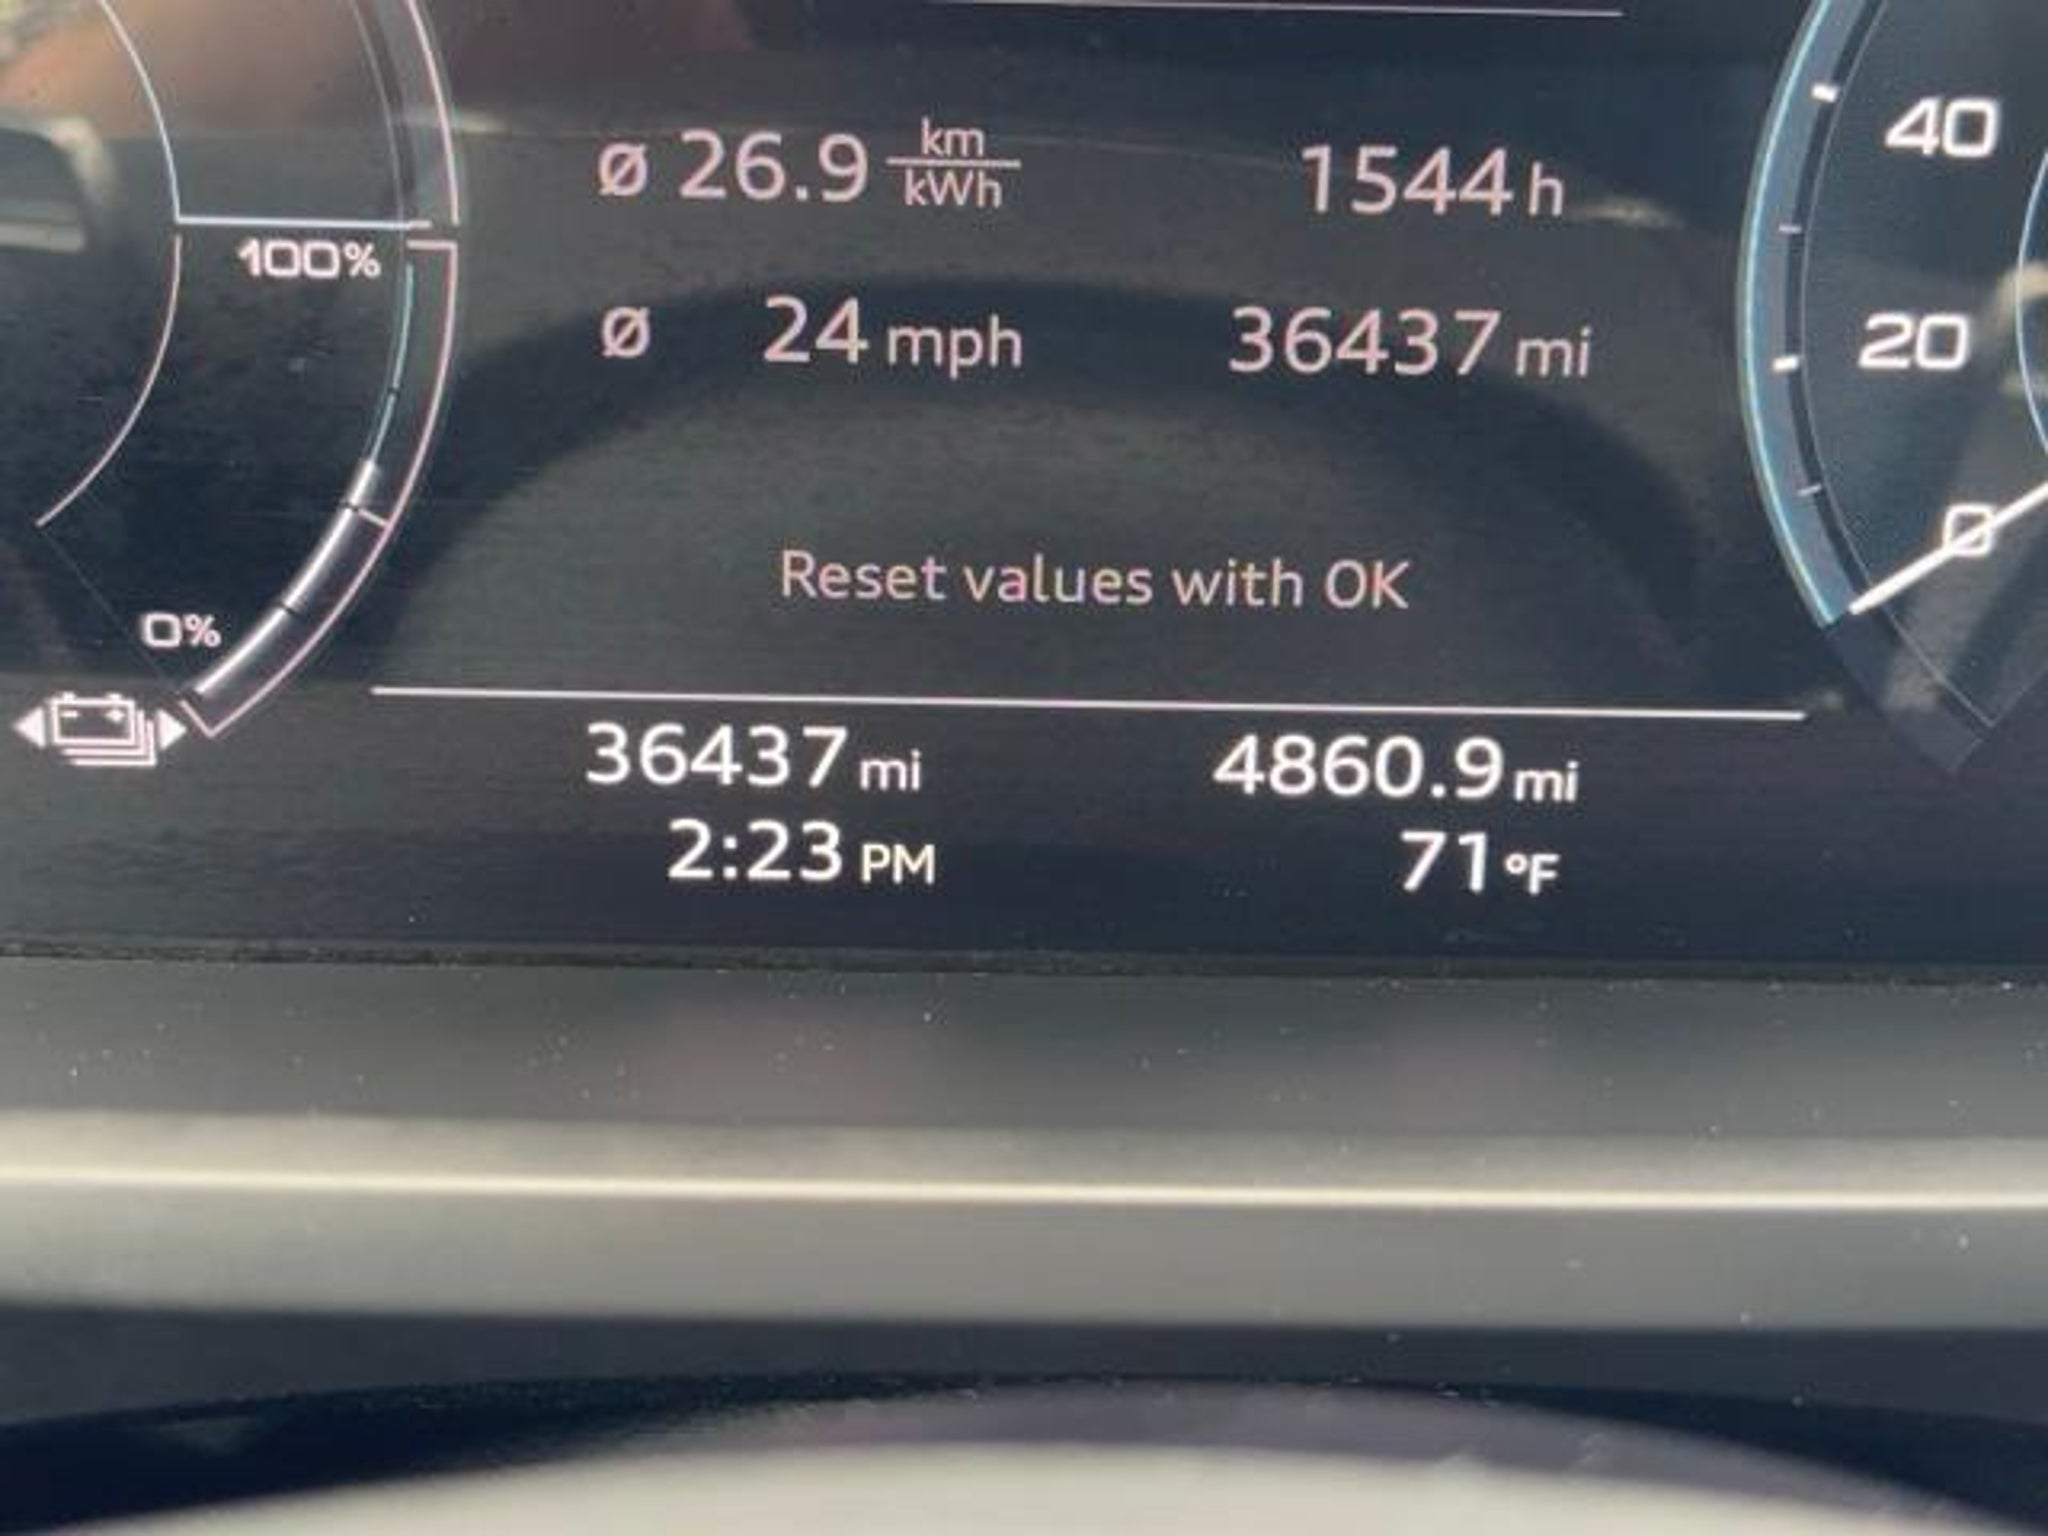 ø 26.9 km/kWh 1544 h
ø 24 mph 36437 mi
Reset values with OK
36437 mi 4860.9 mi
2:23 PM 71 °F
100%
0%
40
20
0